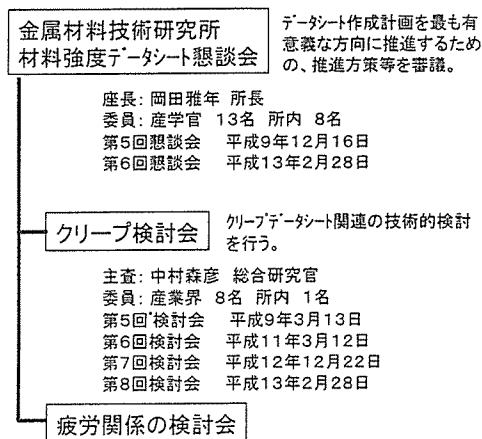 金属材料技術研究所
材料強度ﾃﾞｰﾀｼｰﾄ懇談会
ﾃﾞｰﾀｼｰﾄ作成計画を最も有
意義な方向に推進するため
の、推進方策等を審議。
座長: 岡田雅年 所長
委員: 産学官 13名 所内 8名
第5回懇談会 平成9年12月16日
第6回懇談会 平成13年2月28日
クリープ検討会
ｸﾘｰﾌﾟﾃﾞｰﾀｼｰﾄ関連の技術的検討
を行う。
主査: 中村森彦 総合研究官
委員: 産業界 8名 所内 1名
第5回検討会 平成9年3月13日
第6回検討会 平成11年3月12日
第7回検討会 平成12年12月22日
第8回検討会 平成13年2月28日
疲労関係の検討会